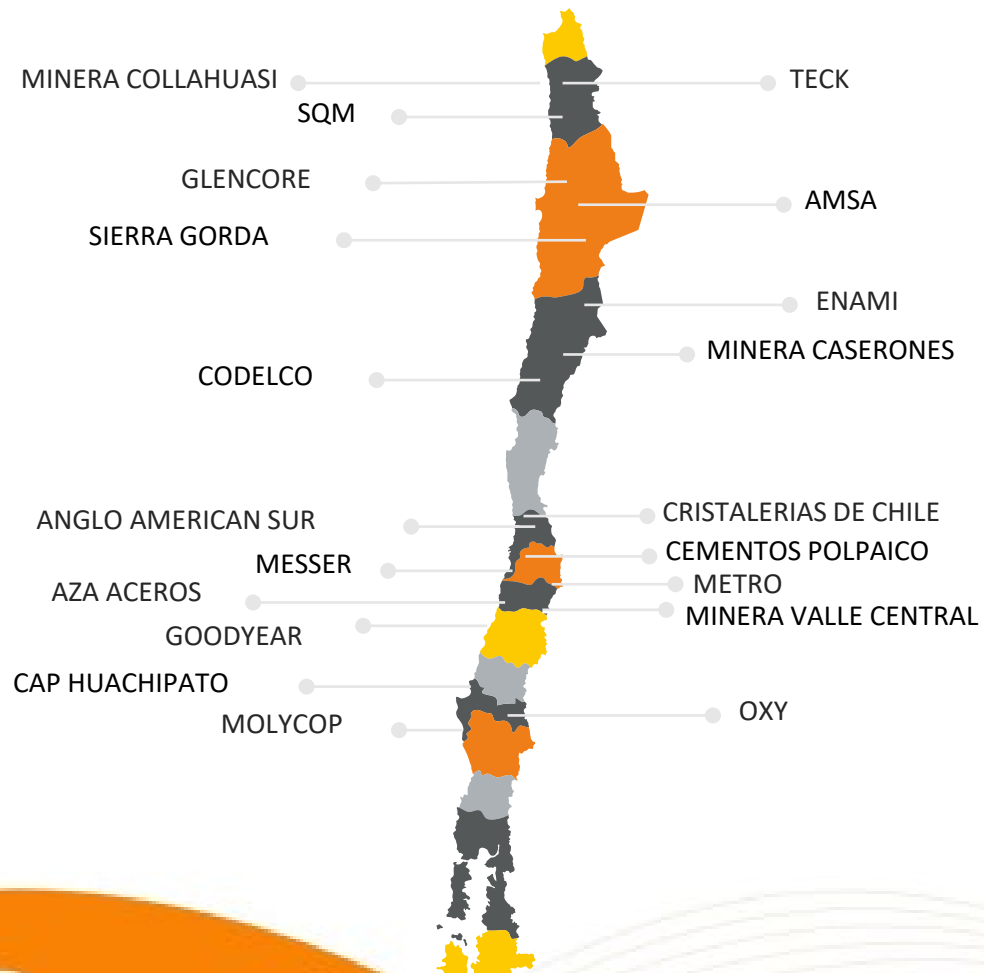 MINERA COLLAHUASI
TECK
SQM
GLENCORE
AMSA
SIERRA GORDA
ENAMI
MINERA CASERONES
CODELCO
CRISTALERIAS DE CHILE
ANGLO AMERICAN SUR
CEMENTOS POLPAICO
MESSER
METRO
AZA ACEROS
MINERA VALLE CENTRAL
GOODYEAR
CAP HUACHIPATO
OXY
MOLYCOP